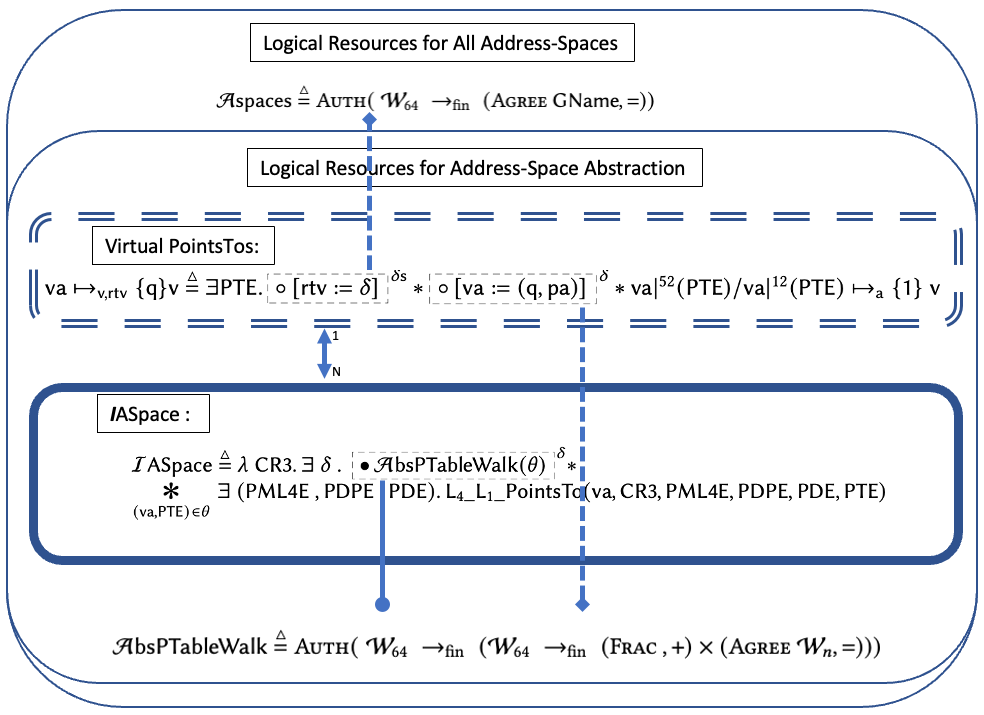 Logical Resources for All Address-Spaces
𝒜spaces ≜ Auth( 𝒲₆₄ →fin (Agree GName, =))
Logical Resources for Address-Space Abstraction
Virtual PointsTos:
va ↦v,rtv {q}v ≜ ∃PTE. ∘ [rtv := δ] δs ∗ ∘ [va := (q, pa)] δ ∗ va|⁵²(PTE)/va|¹²(PTE) ↦a {1} v
1
N
IASpace :
ℐASpace ≜ λ CR3. ∃ δ . • 𝒜bsPTableWalk(θ) δ ∗
∗ ∃ (PML4E , PDPE , PDE). L₄_L₁_PointsTo(va, CR3, PML4E, PDPE, PDE, PTE)
(va,PTE)∈θ
𝒜bsPTableWalk ≜ Auth( 𝒲₆₄ →fin (𝒲₆₄ →fin (Frac , +) × (Agree 𝒲n, =)))